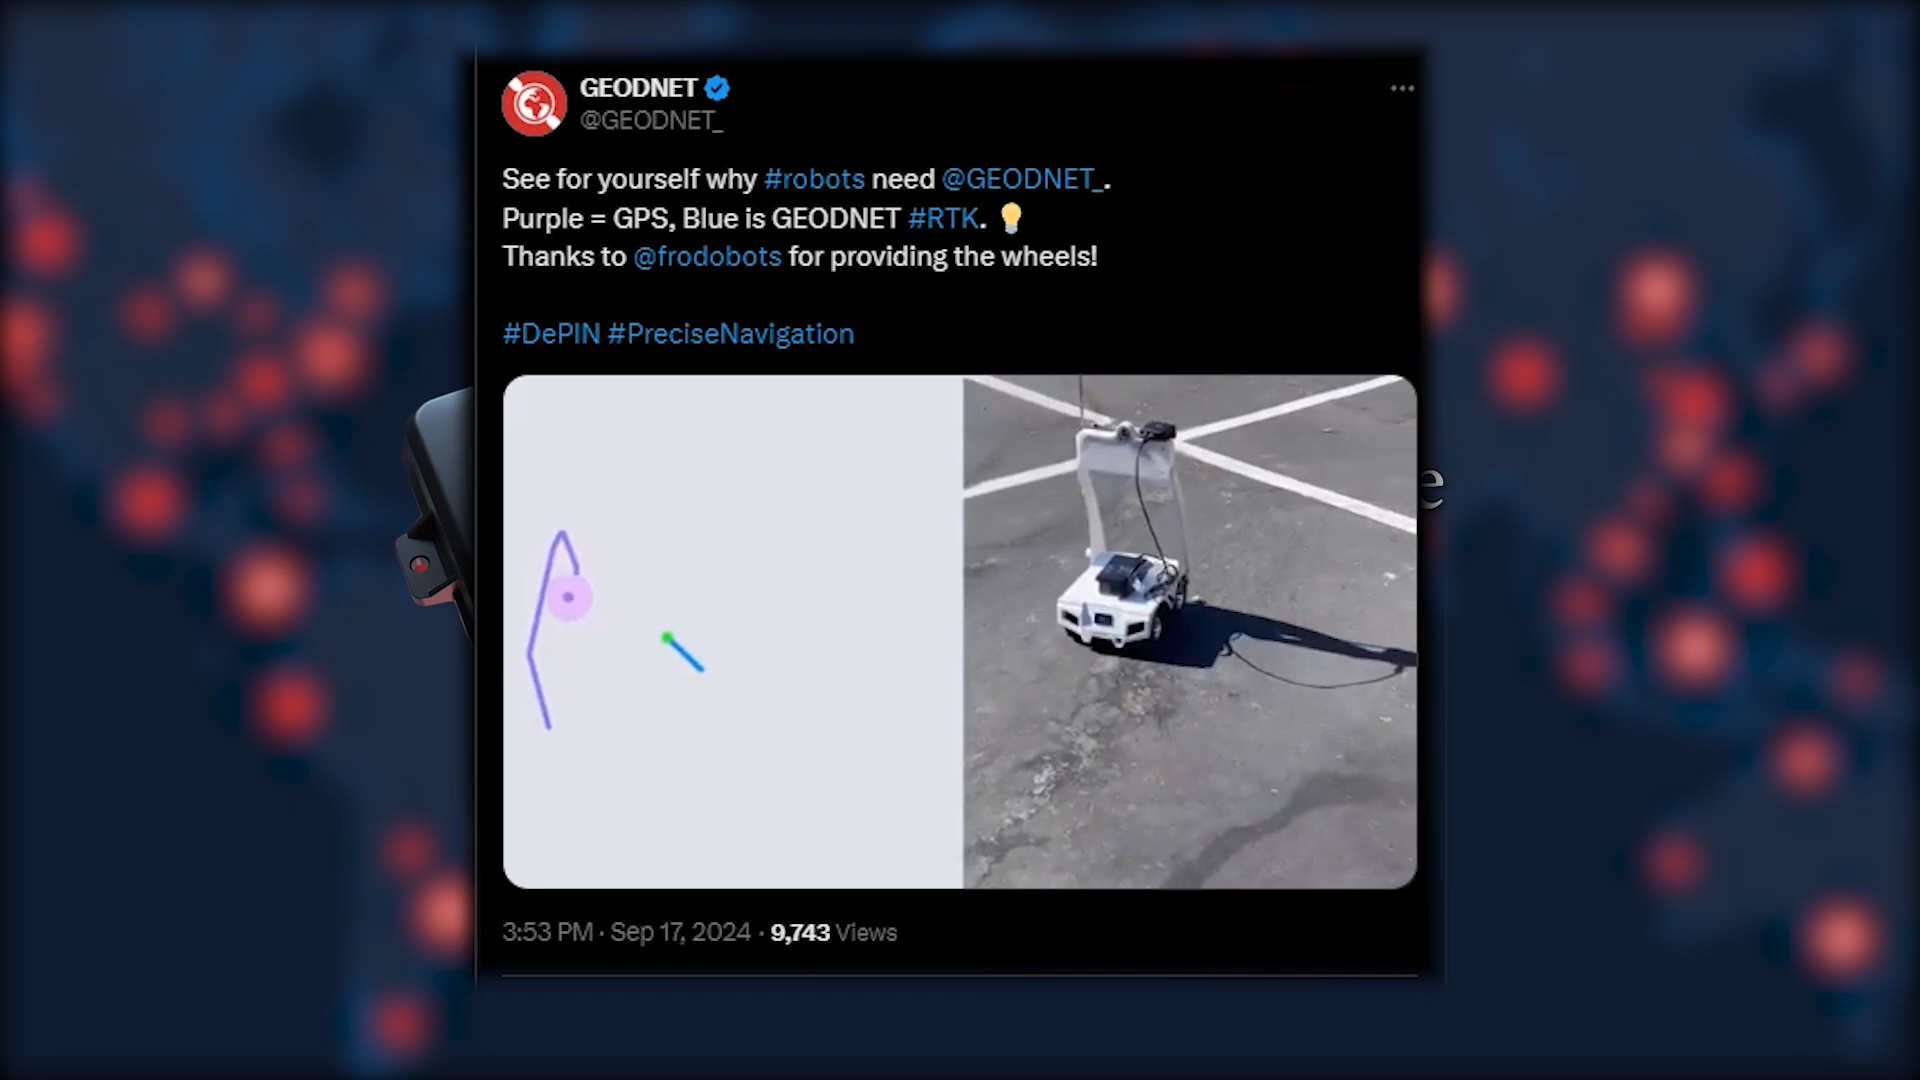 GEODNET
@GEODNET_
See for yourself why #robots need @GEODNET_.
Purple = GPS, Blue is GEODNET #RTK. 💡
Thanks to @frodobots for providing the wheels!
#DePIN #PreciseNavigation
e
3:53 PM · Sep 17, 2024 · 9,743 Views